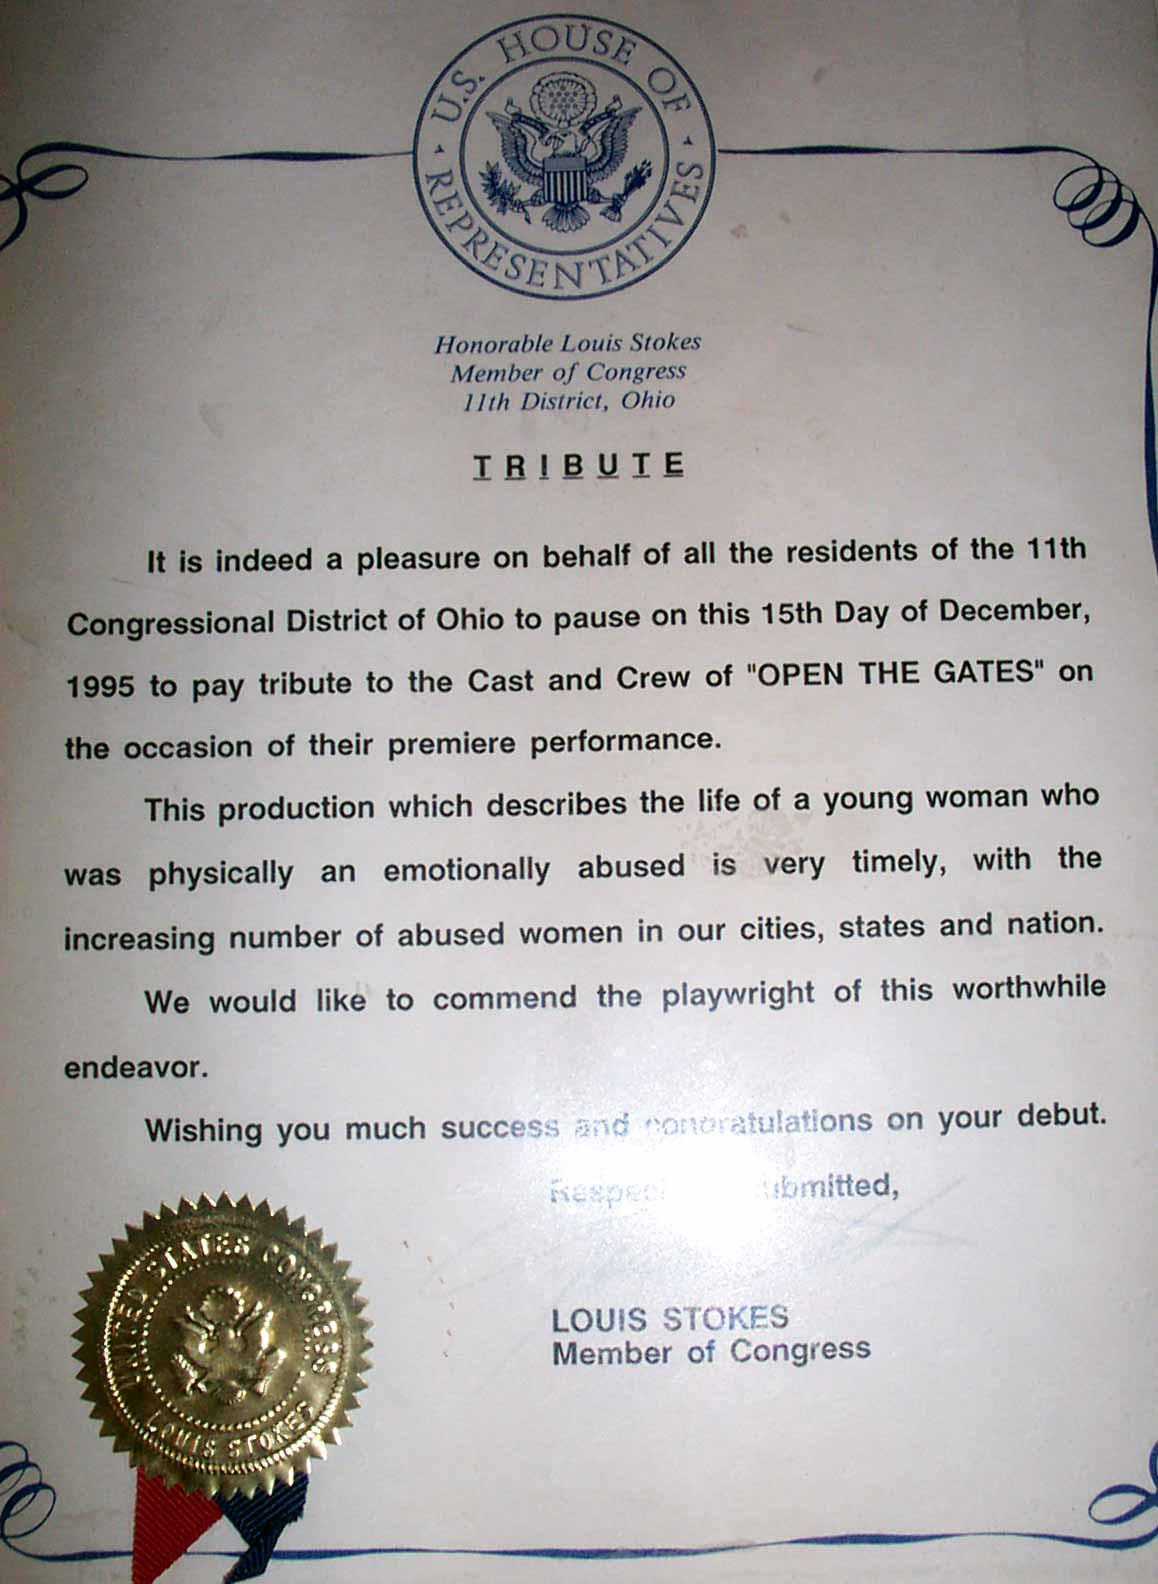 U.S. HOUSE OF
REPRESENTATIVES
Honorable Louis Stokes
Member of Congress
11th District, Ohio
TRIBUTE
It is indeed a pleasure on behalf of all the residents of the 11th
Congressional District of Ohio to pause on this 15th Day of December,
1995 to pay tribute to the Cast and Crew of "OPEN THE GATES" on
the occasion of their premiere performance.
This production which describes the life of a young woman who
was physically an emotionally abused is very timely, with the
increasing number of abused women in our cities, states and nation.
We would like to commend the playwright of this worthwhile
endeavor.
Wishing you much success and congratulations on your debut.
submitted,
LOUIS STOKES
Member of Congress
UNITED STATES CONGRESS
LOUIS STOKES